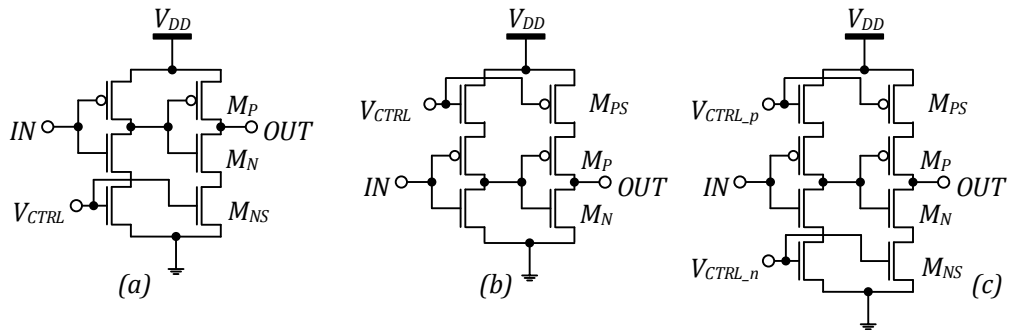 V_DD
M_P
IN
OUT
M_N
V_CTRL
M_NS
(a)
V_DD
V_CTRL
M_PS
M_P
IN
OUT
M_N
(b)
V_DD
V_CTRL_p
M_PS
M_P
IN
OUT
M_N
V_CTRL_n
M_NS
(c)